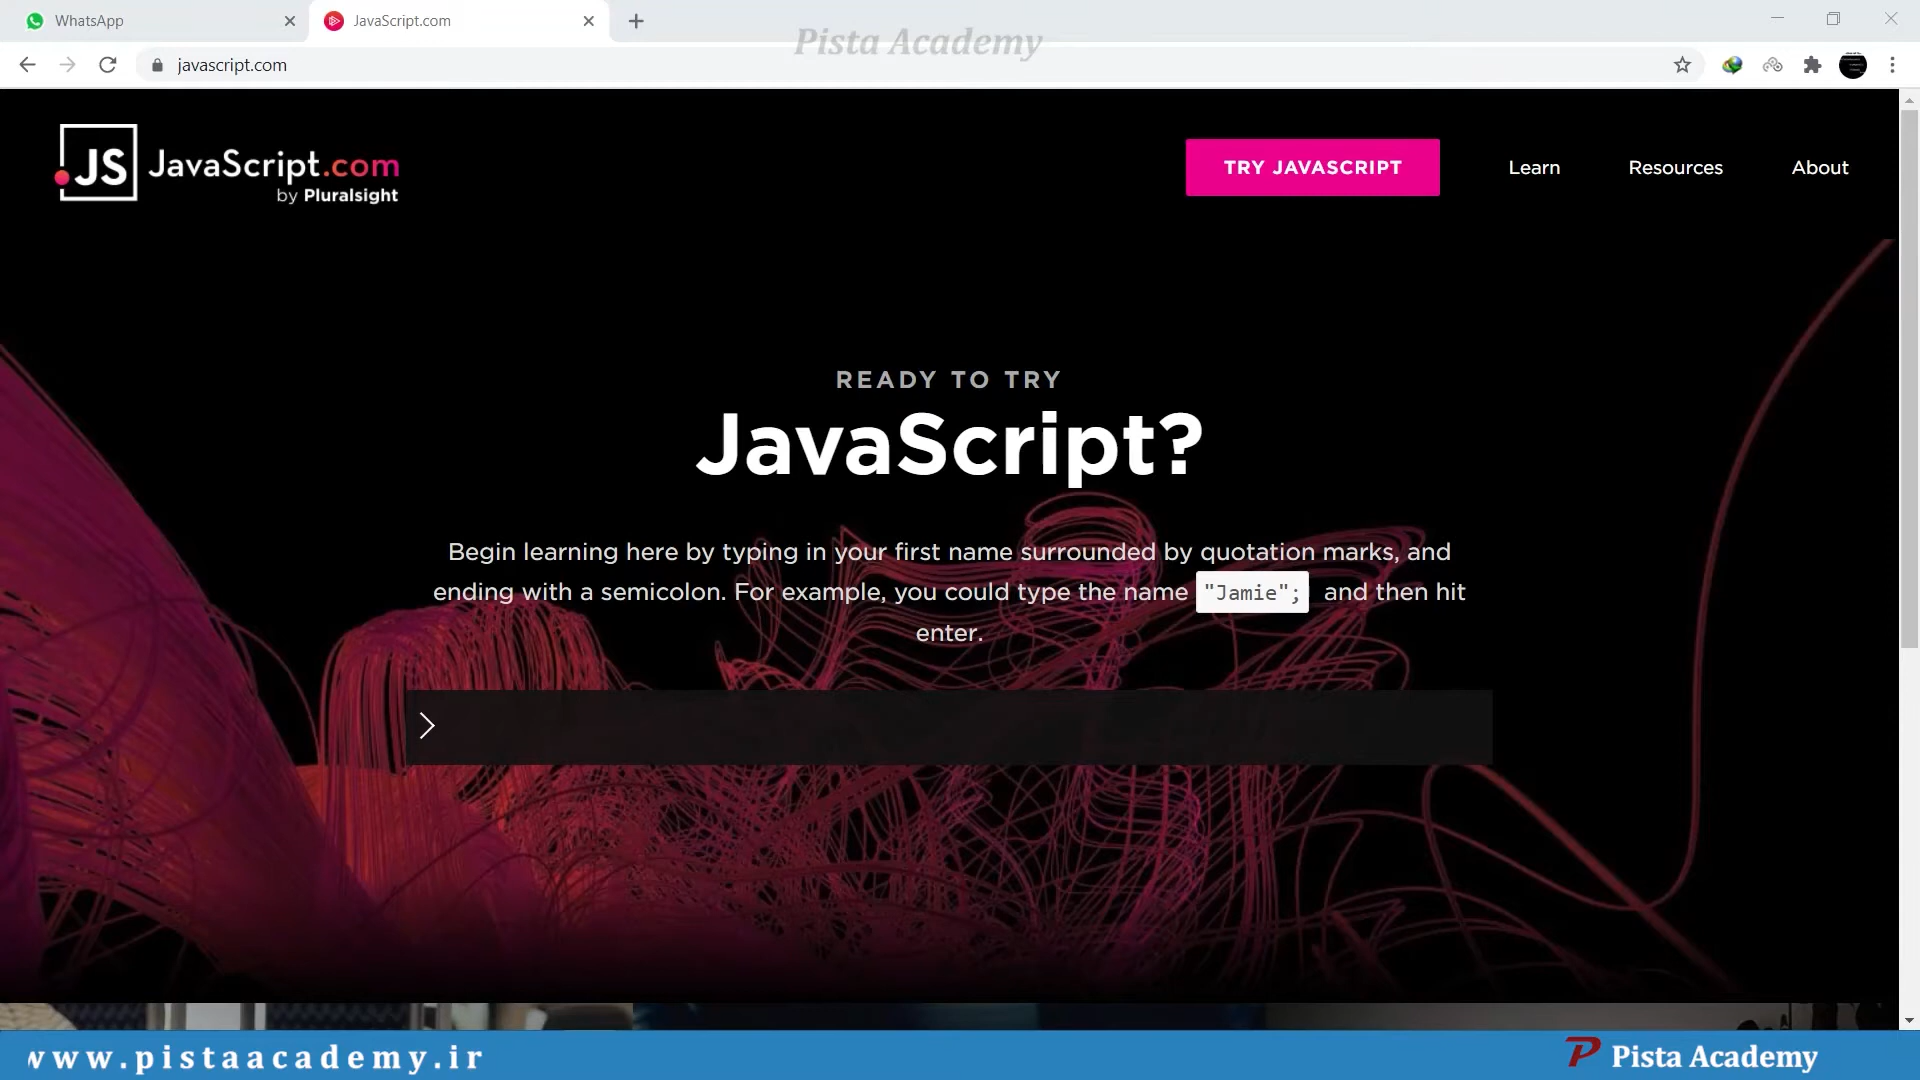 WhatsApp
JavaScript.com
Pista Academy
javascript.com
JS JavaScript.com
by Pluralsight
TRY JAVASCRIPT
Learn
Resources
About
READY TO TRY
JavaScript?
Begin learning here by typing in your first name surrounded by quotation marks, and
ending with a semicolon. For example, you could type the name "Jamie"; and then hit
enter.
www.pistaacademy.ir
Pista Academy